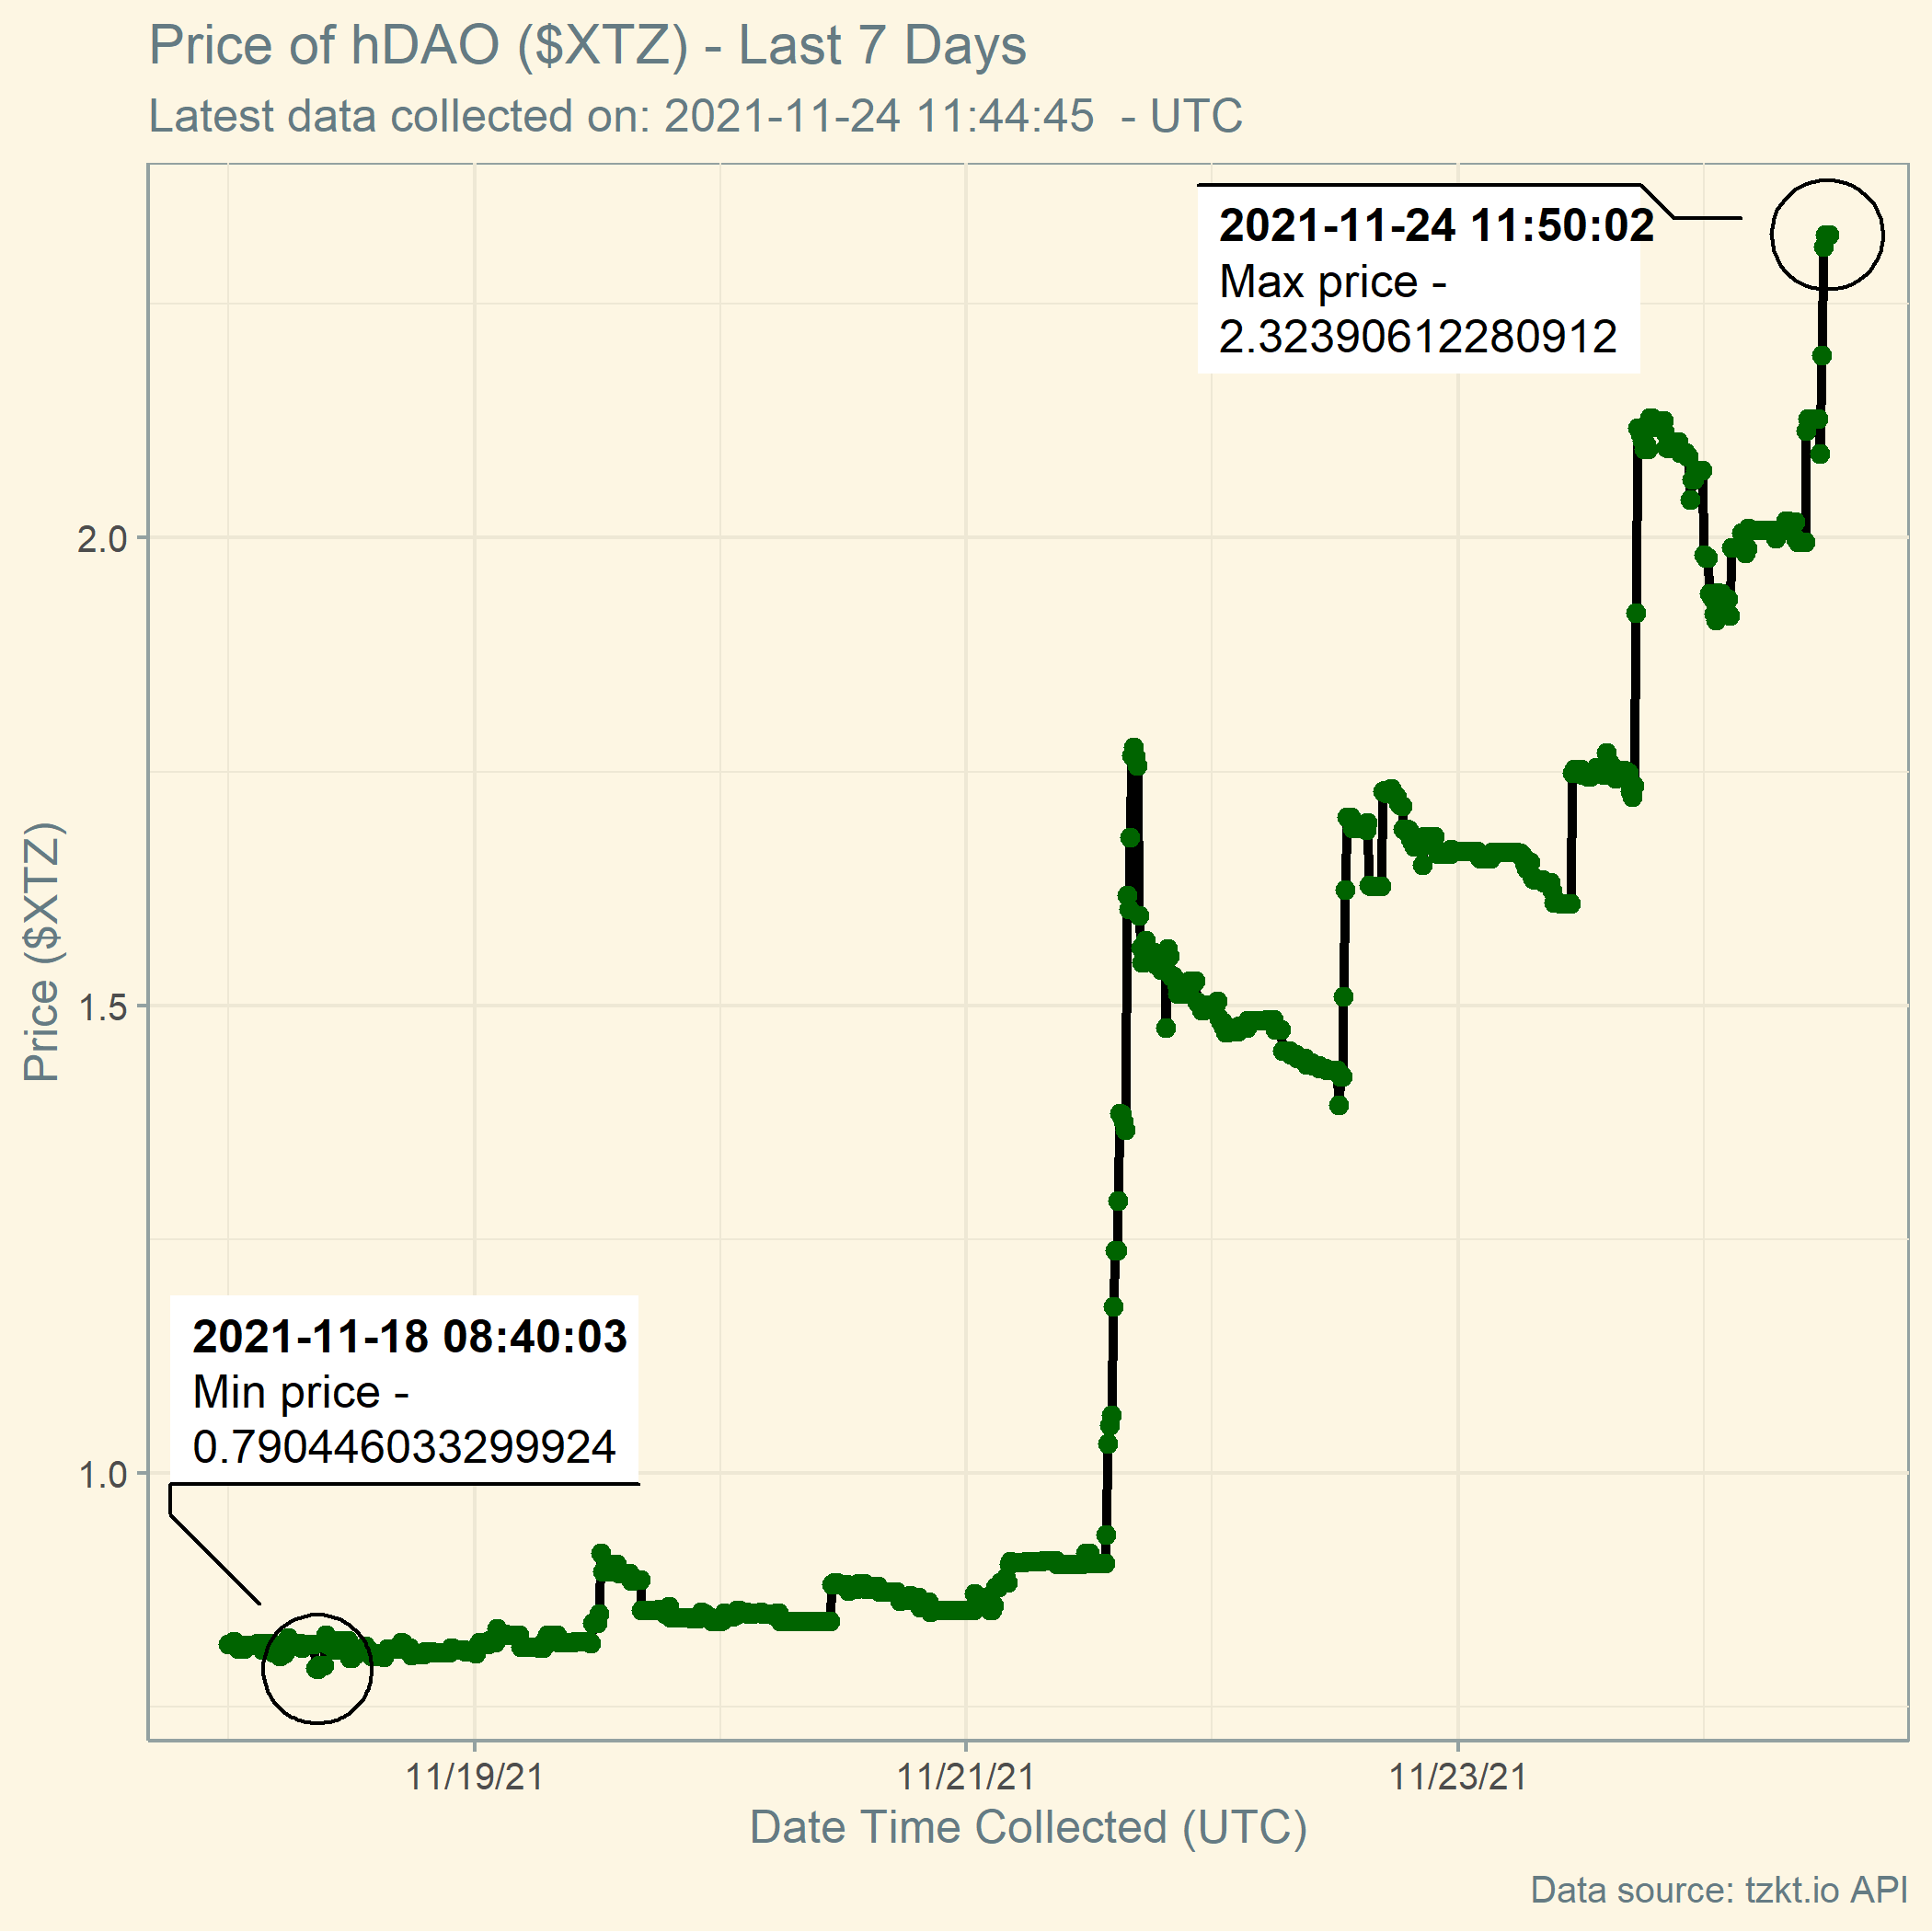 Price of hDAO ($XTZ) - Last 7 Days
Latest data collected on: 2021-11-24 11:44:45  - UTC
2021-11-24 11:50:02
Max price -
2.32390612280912
2.0
1.5
1.0
Price ($XTZ)
2021-11-18 08:40:03
Min price -
0.790446033299924
11/19/21
11/21/21
11/23/21
Date Time Collected (UTC)
Data source: tzkt.io API